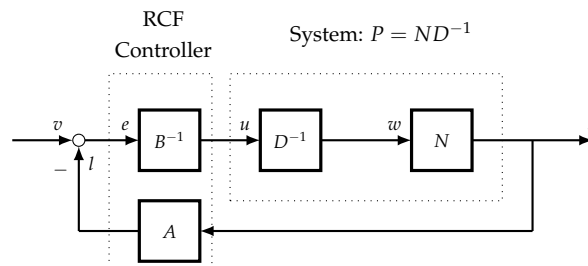 RCF
Controller
System: P = ND⁻¹
v
e
B⁻¹
u
D⁻¹
w
N
−
l
A